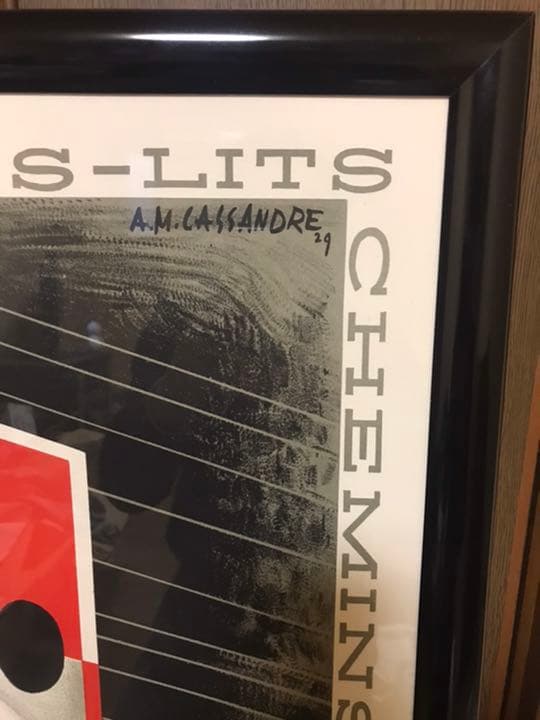 S-LITS
A.M.CASSANDRE
29
CHEMINS